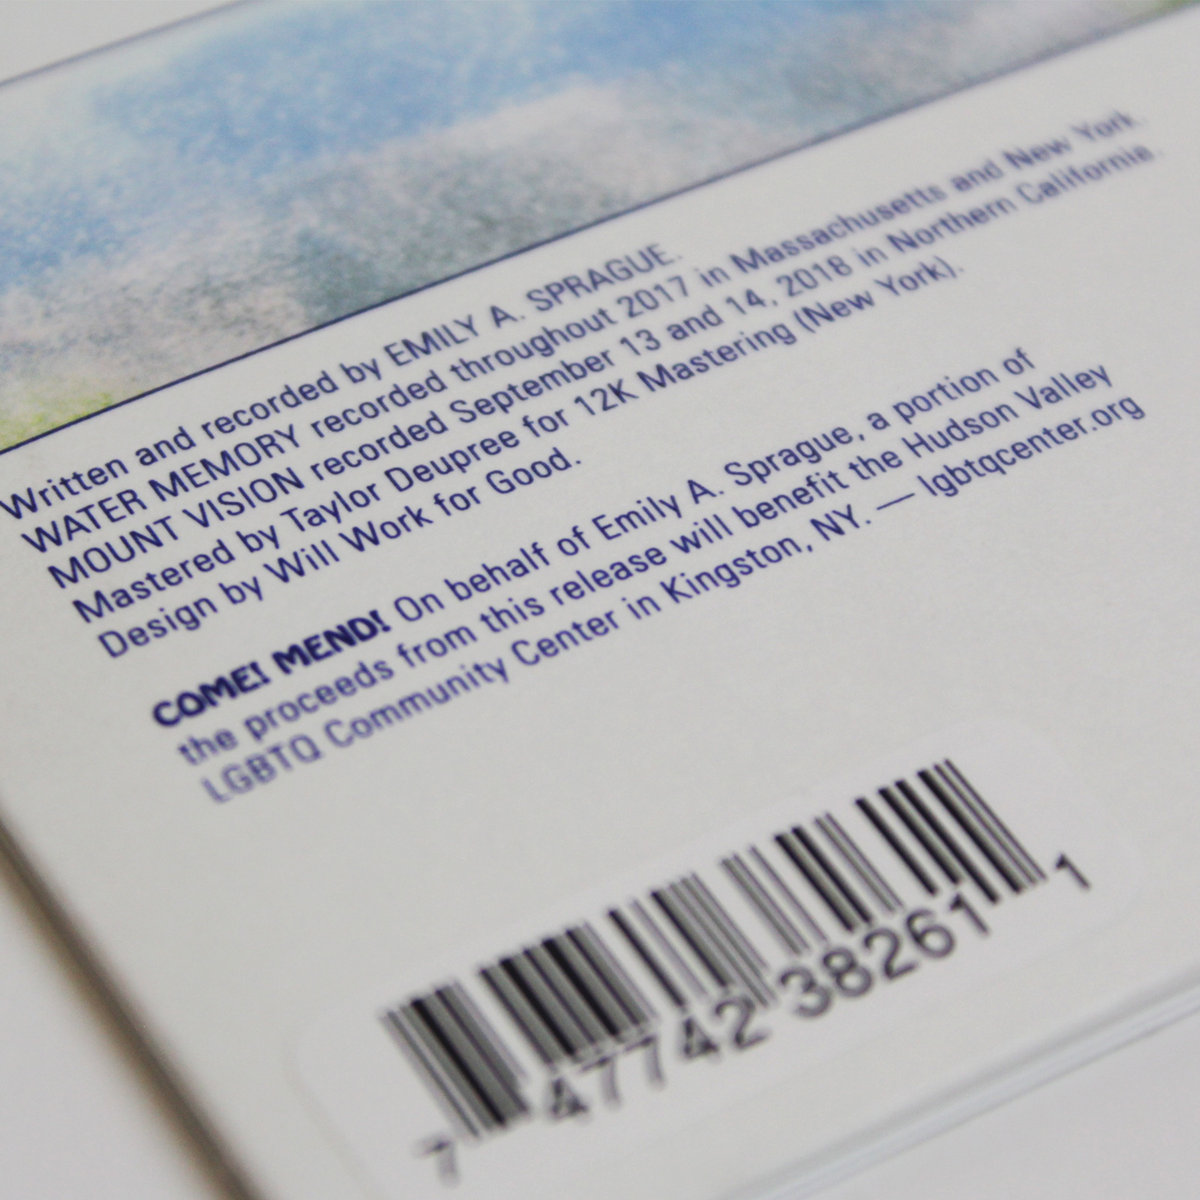 Written and recorded by EMILY A. SPRAGUE.
WATER MEMORY recorded throughout 2017 in Massachusetts and New York.
MOUNT VISION recorded September 13 and 14, 2018 in Northern California.
Mastered by Taylor Deupree for 12K Mastering (New York).
Design by Will Work for Good.
COME! MEND! On behalf of Emily A. Sprague, a portion of
the proceeds from this release will benefit the Hudson Valley
LGBTQ Community Center in Kingston, NY. — lgbtqcenter.org
7 47742 38261 1